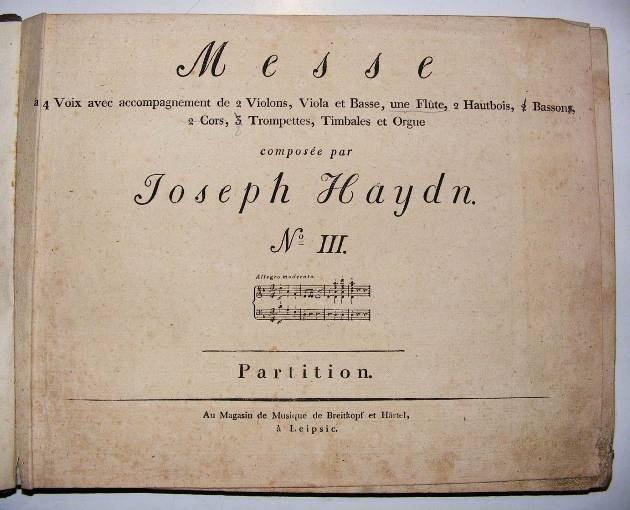 Messe
à 4 Voix avec accompagnement de 2 Violons, Viola et Basse, une Flûte, 2 Hautbois, Bassons,
2 Cors, 3 Trompettes, Timbales et Orgue
composée par
Joseph Haydn.
No III.
Allegro moderato
Partition.
Au Magasin de Musique de Breitkopf et Härtel,
à Leipsic.